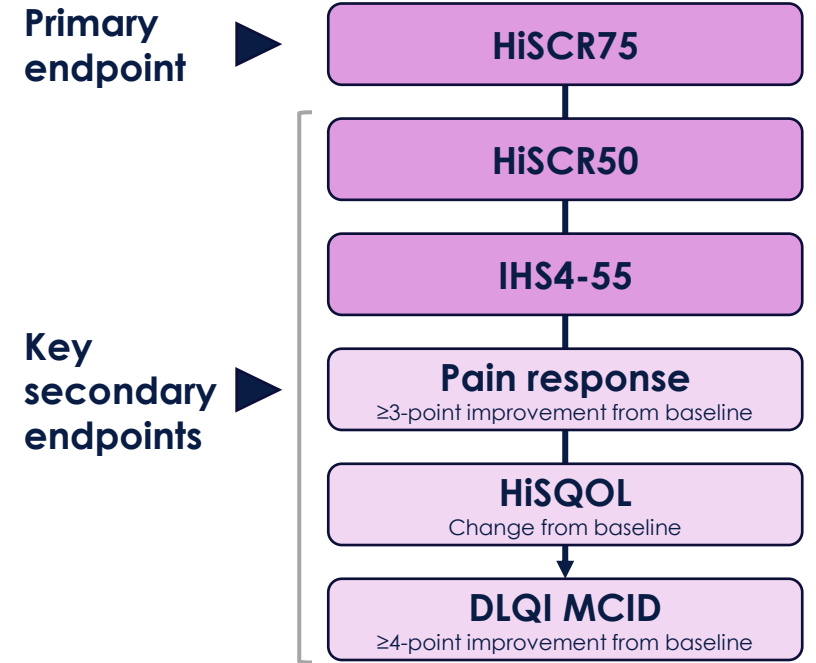 Primary
endpoint
HiSCR75
HiSCR50
IHS4-55
Key
secondary
endpoints
Pain response
≥3-point improvement from baseline
HiSQOL
Change from baseline
DLQI MCID
≥4-point improvement from baseline